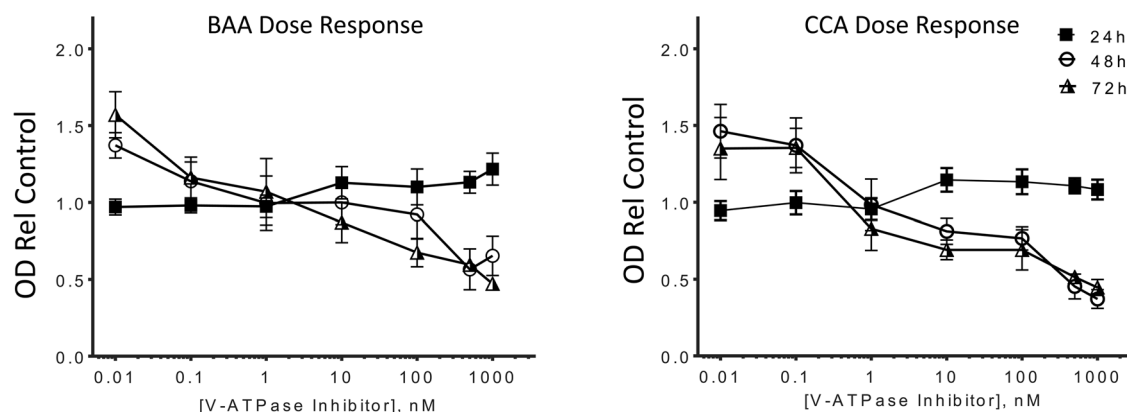 BAA Dose Response
OD Rel Control
2.0
1.5
1.0
0.5
0.0
0.01 0.1 1 10 100 1000
[V-ATPase Inhibitor], nM
CCA Dose Response
24h
48h
72h
OD Rel Control
2.0
1.5
1.0
0.5
0.0
0.01 0.1 1 10 100 1000
[V-ATPase Inhibitor], nM